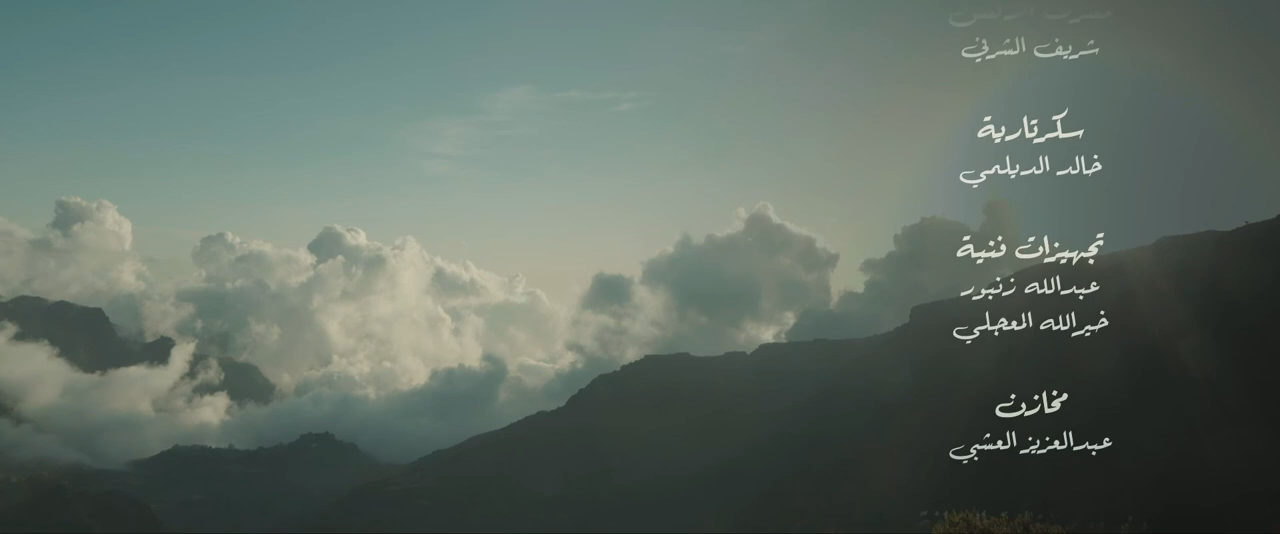 شريف الشرفي
سكرتارية
خالد الديلمي
تجهيزات فنية
عبدالله زنبور
خيرالله العجلي
مخازن
عبدالعزيز العشبي